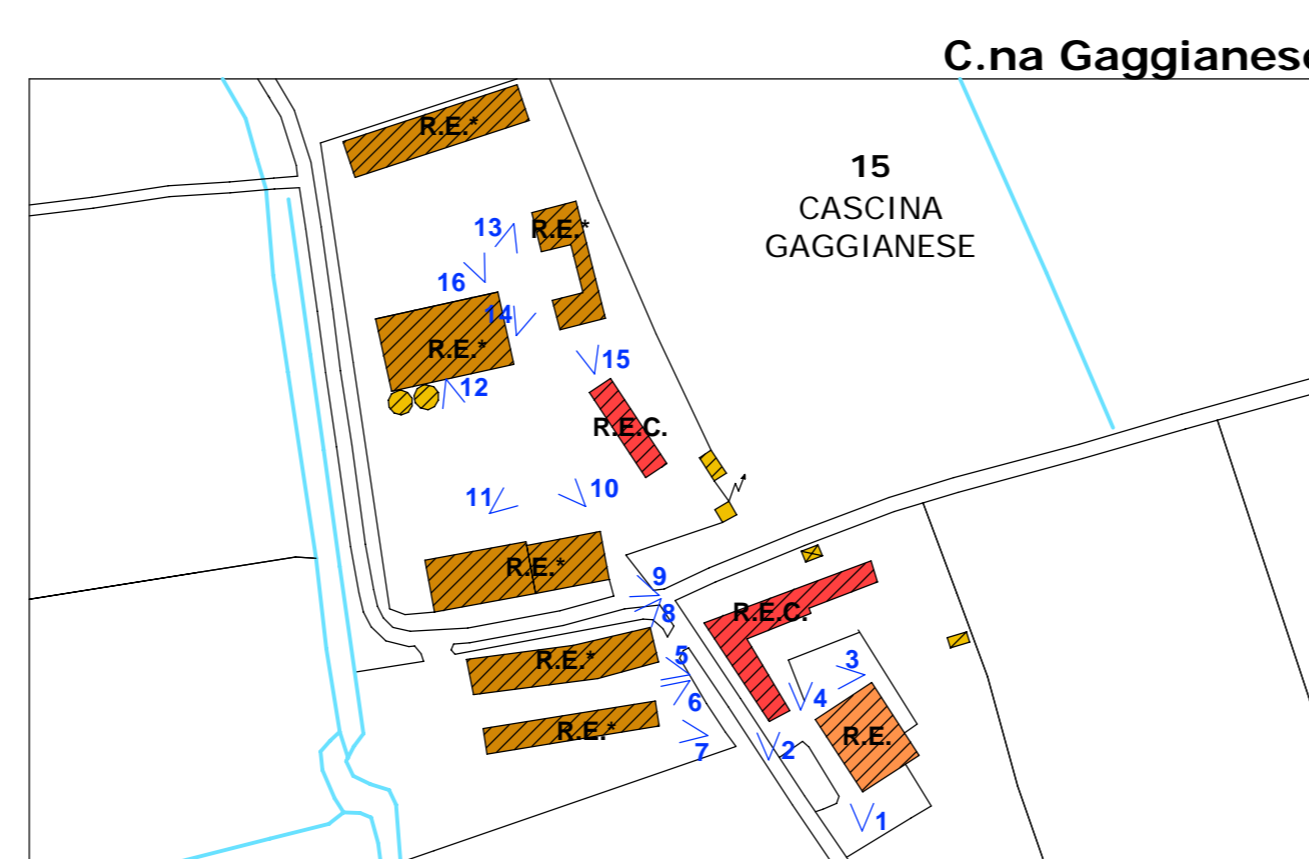 C.na Gaggianese
R.E.*
15
CASCINA
GAGGIANESE
13
R.E.*
16
14
R.E.*
15
12
R.E.C.
11
10
R.E.*
9
8
R.E.C.
R.E.*
5
3
6
4
R.E.*
R.E.
7
2
1